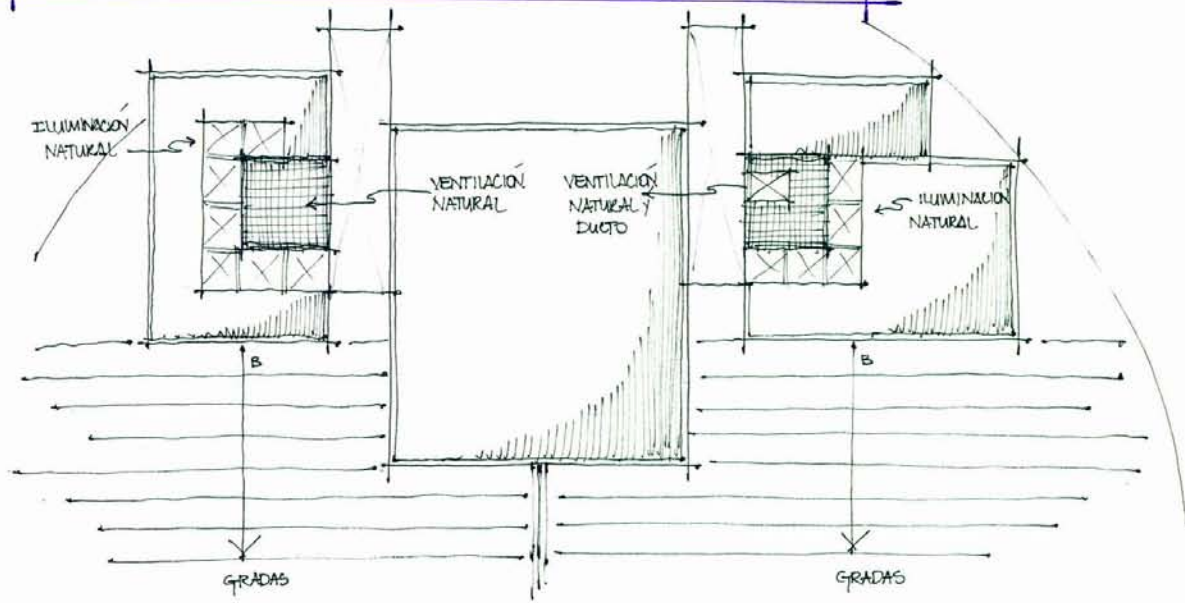 ILUMINACIÓN
NATURAL
VENTILACIÓN
NATURAL
VENTILACIÓN
NATURAL Y
DUCTO
ILUMINACIÓN
NATURAL
B
B
GRADAS
GRADAS